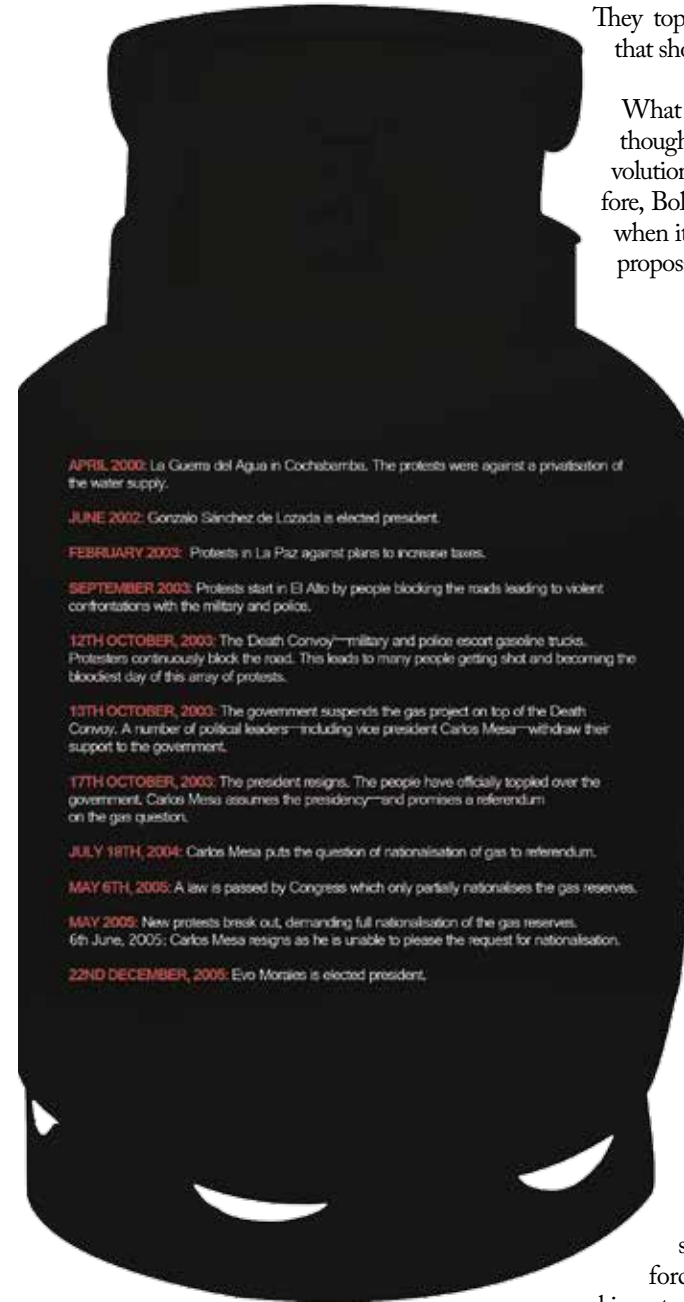 They top
that sho
What
though
volution
fore, Bol
when it
propos
APRIL 2000: La Guerra del Agua in Cochabamba. The protests were against a privatisation of
the water supply.
JUNE 2002: Gonzalo Sánchez de Lozada is elected president.
FEBRUARY 2003: Protests in La Paz against plans to increase taxes.
SEPTEMBER 2003: Protests start in El Alto by people blocking the roads leading to violent
confrontations with the military and police.
12TH OCTOBER, 2003: The 'Death Convoy'—military and police escort gasoline trucks.
Protesters continuously block the road. This leads to many people getting shot and becoming the
bloodiest day of this array of protests.
13TH OCTOBER, 2003: The government suspends the gas project on top of the Death
Convoy. A number of political leaders—including vice president Carlos Mesa—withdraw their
support to the government.
17TH OCTOBER, 2003: The president resigns. The people have officially toppled over the
government. Carlos Mesa assumes the presidency—and promises a referendum
on the gas question.
JULY 18TH, 2004: Carlos Mesa puts the question of nationalisation of gas to referendum.
MAY 6TH, 2005: A law is passed by Congress which only partially nationalises the gas reserves.
MAY 2005: New protests break out, demanding full nationalisation of the gas reserves.
6th June, 2005: Carlos Mesa resigns as he is unable to please the request for nationalisation.
22ND DECEMBER, 2005: Evo Morales is elected president.
s
forc